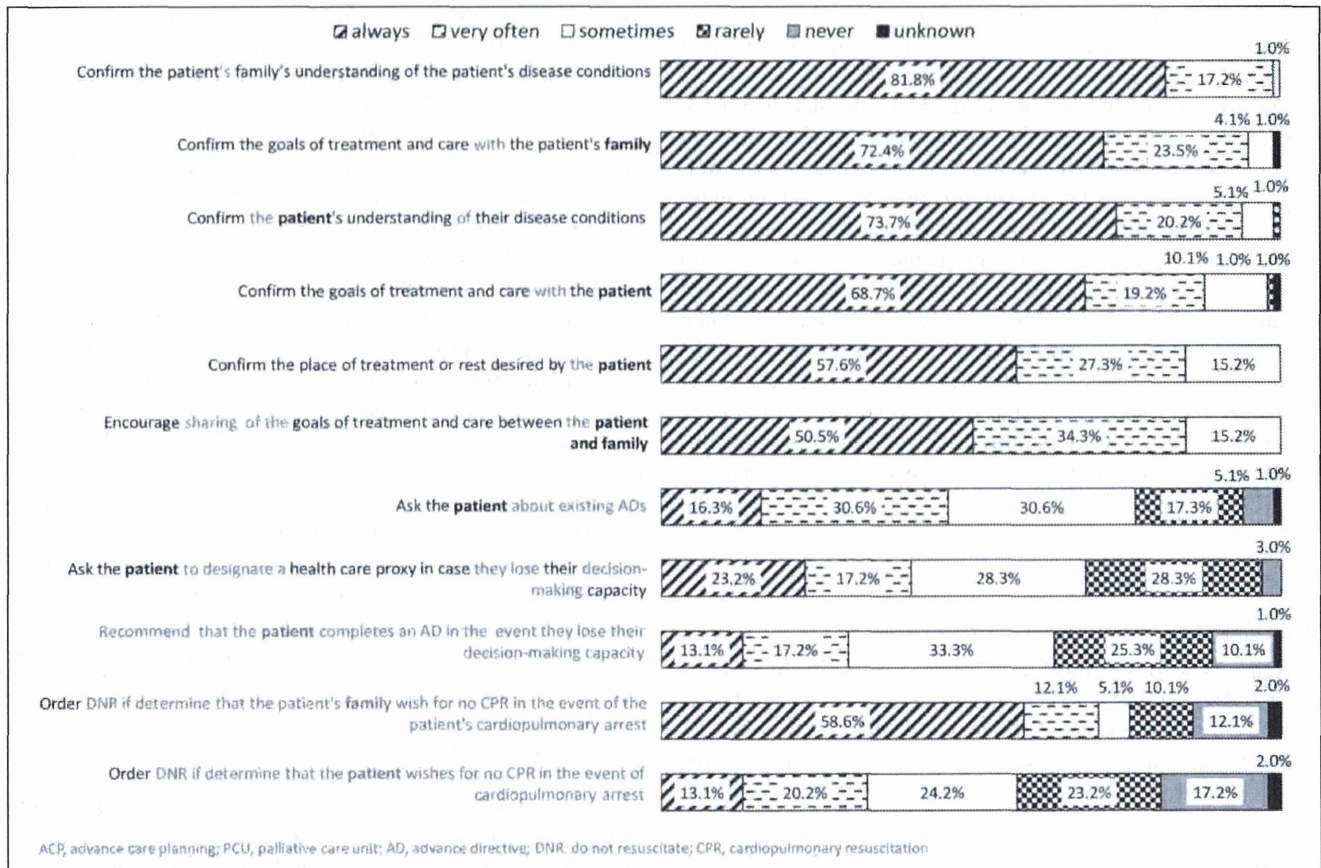 always very often sometimes rarely never unknown
1.0%
Confirm the patient's family's understanding of the patient's disease conditions 81.8% 17.2%
4.1% 1.0%
Confirm the goals of treatment and care with the patient's family 72.4% 23.5%
5.1% 1.0%
Confirm the patient's understanding of their disease conditions 73.7% 20.2%
10.1% 1.0% 1.0%
Confirm the goals of treatment and care with the patient 68.7% 19.2%
Confirm the place of treatment or rest desired by the patient 57.6% 27.3% 15.2%
Encourage sharing of the goals of treatment and care between the patient
and family 50.5% 34.3% 15.2%
5.1% 1.0%
Ask the patient about existing ADs 16.3% 30.6% 30.6% 17.3%
3.0%
Ask the patient to designate a health care proxy in case they lose their decision-
making capacity 23.2% 17.2% 28.3% 28.3%
1.0%
Recommend that the patient completes an AD in the event they lose their
decision-making capacity 13.1% 17.2% 33.3% 25.3% 10.1%
12.1% 5.1% 10.1% 2.0%
Order DNR if determine that the patient's family wish for no CPR in the event of the
patient's cardiopulmonary arrest 58.6% 12.1%
2.0%
Order DNR if determine that the patient wishes for no CPR in the event of
cardiopulmonary arrest 13.1% 20.2% 24.2% 23.2% 17.2%
ACP, advance care planning; PCU, palliative care unit; AD, advance directive; DNR, do not resuscitate; CPR, cardiopulmonary resuscitation